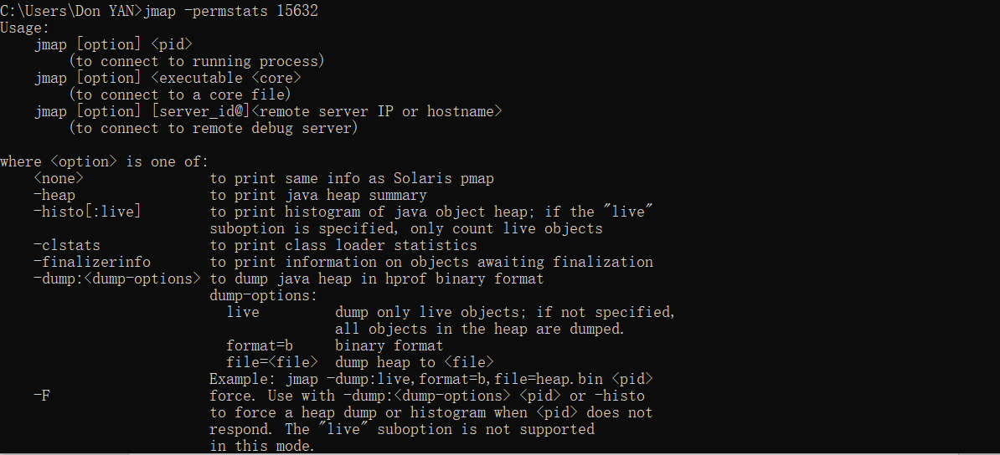 C:\Users\Don YAN>jmap -permstats 15632
Usage:
    jmap [option] <pid>
        (to connect to running process)
    jmap [option] <executable <core>
        (to connect to a core file)
    jmap [option] [server_id@]<remote server IP or hostname>
        (to connect to remote debug server)

where <option> is one of:
    <none>               to print same info as Solaris pmap
    -heap                to print java heap summary
    -histo[:live]        to print histogram of java object heap; if the "live"
                         suboption is specified, only count live objects
    -clstats             to print class loader statistics
    -finalizerinfo       to print information on objects awaiting finalization
    -dump:<dump-options> to dump java heap in hprof binary format
                         dump-options:
                           live         dump only live objects; if not specified,
                                        all objects in the heap are dumped.
                           format=b     binary format
                           file=<file>  dump heap to <file>
                         Example: jmap -dump:live,format=b,file=heap.bin <pid>
    -F                   force. Use with -dump:<dump-options> <pid> or -histo
                         to force a heap dump or histogram when <pid> does not
                         respond. The "live" suboption is not supported
                         in this mode.